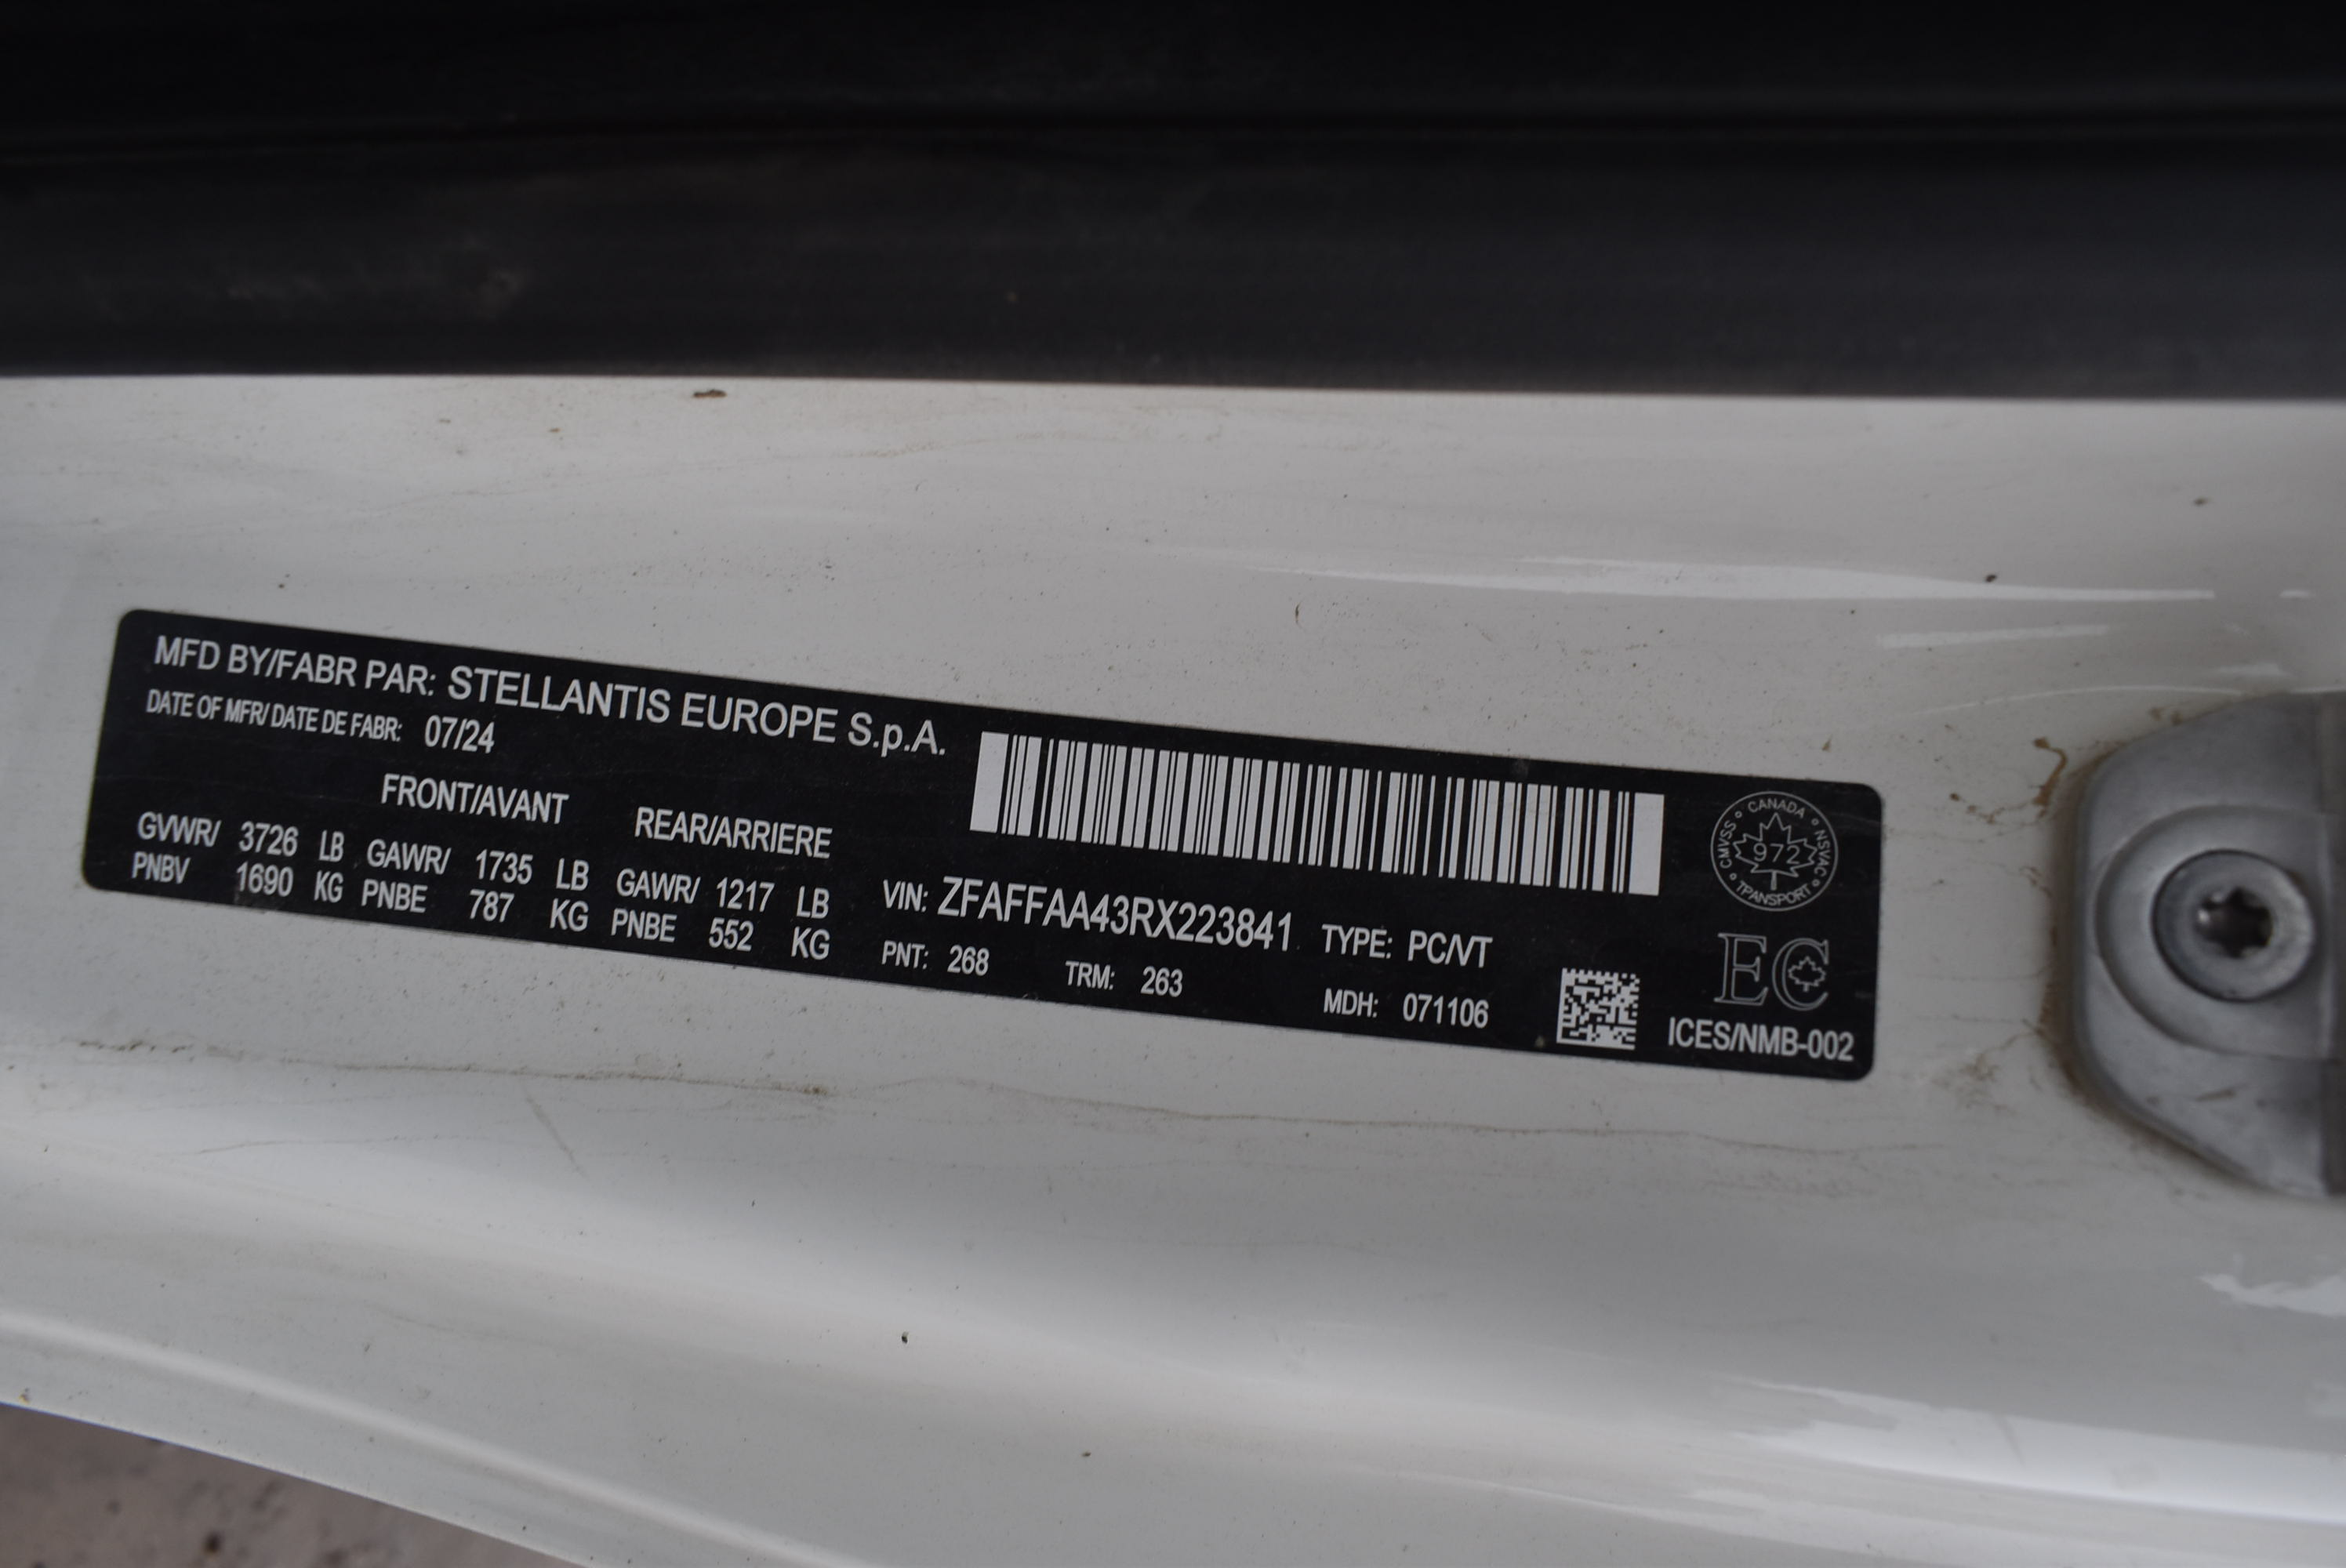 MFD BY/FABR PAR: STELLANTIS EUROPE S.p.A.
DATE OF MFR/ DATE DE FABR: 07/24
FRONT/AVANT REAR/ARRIERE
GVWR/ 3726 LB GAWR/ 1735 LB GAWR/ 1217 LB
PNBV 1690 KG PNBE 787 KG PNBE 552 KG
VIN: ZFAFFAA43RX223841 TYPE: PC/VT
PNT: 268 TRM: 263 MDH: 071106
CANADA
CMVSS 972 NSVAC
TPANSPORT
EC
ICES/NMB-002